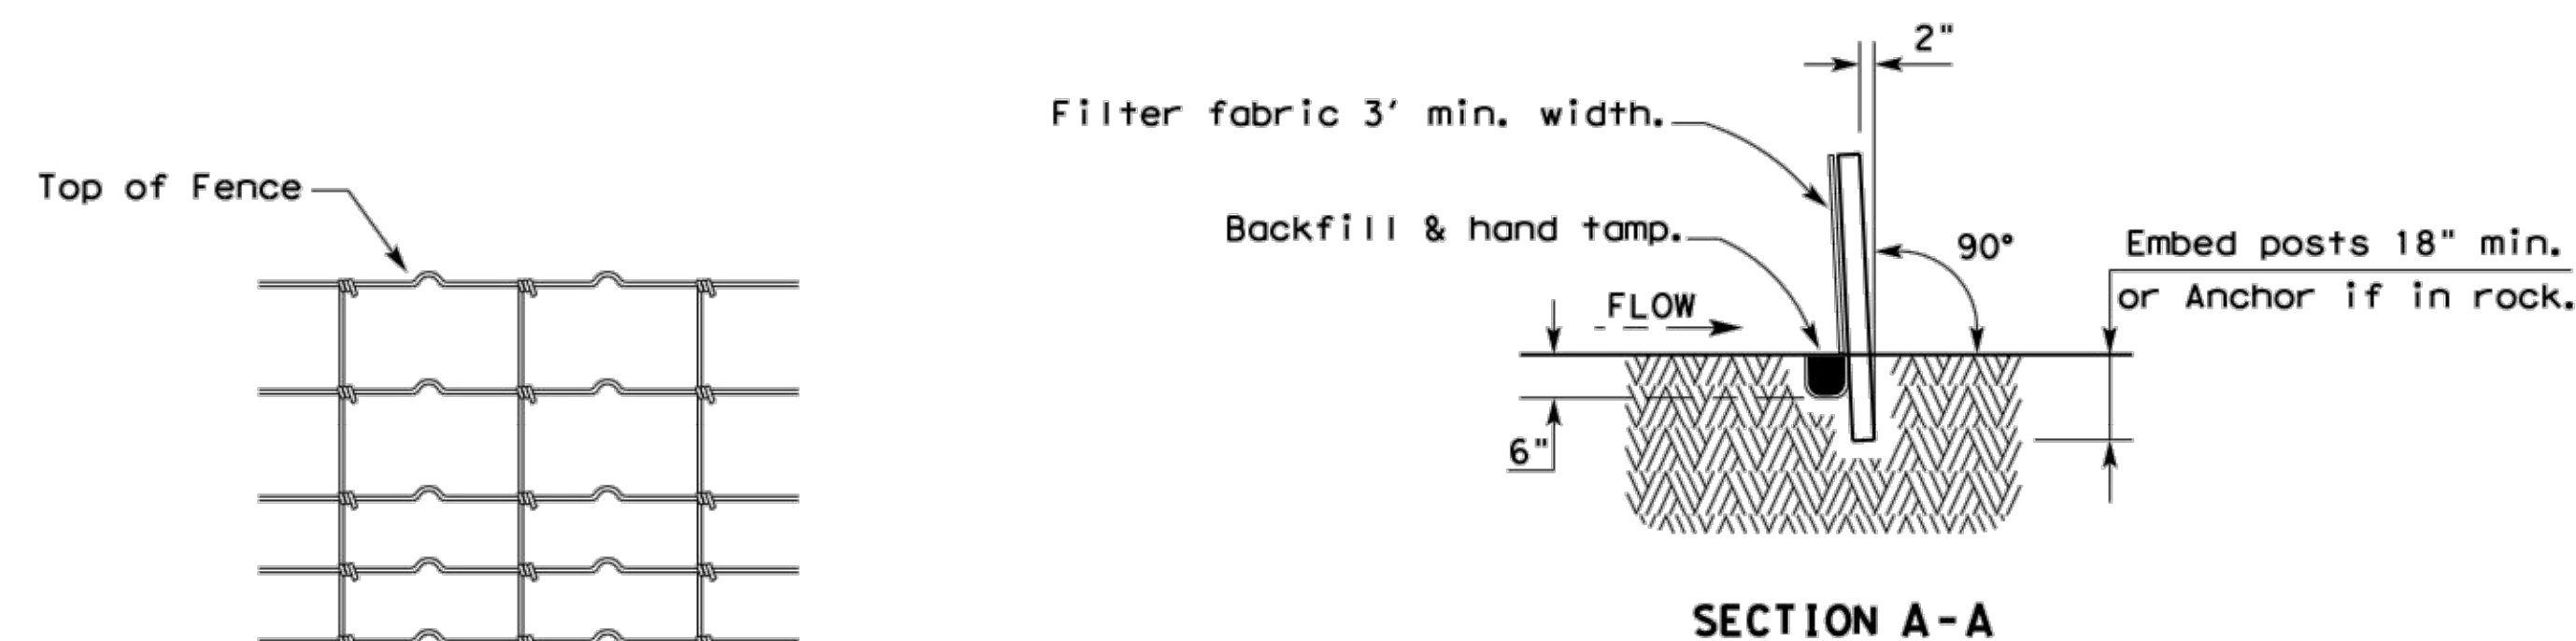 Top of Fence
2"
Filter fabric 3' min. width.
Backfill & hand tamp.
90°
Embed posts 18" min.
or Anchor if in rock.
FLOW
6"
SECTION A-A